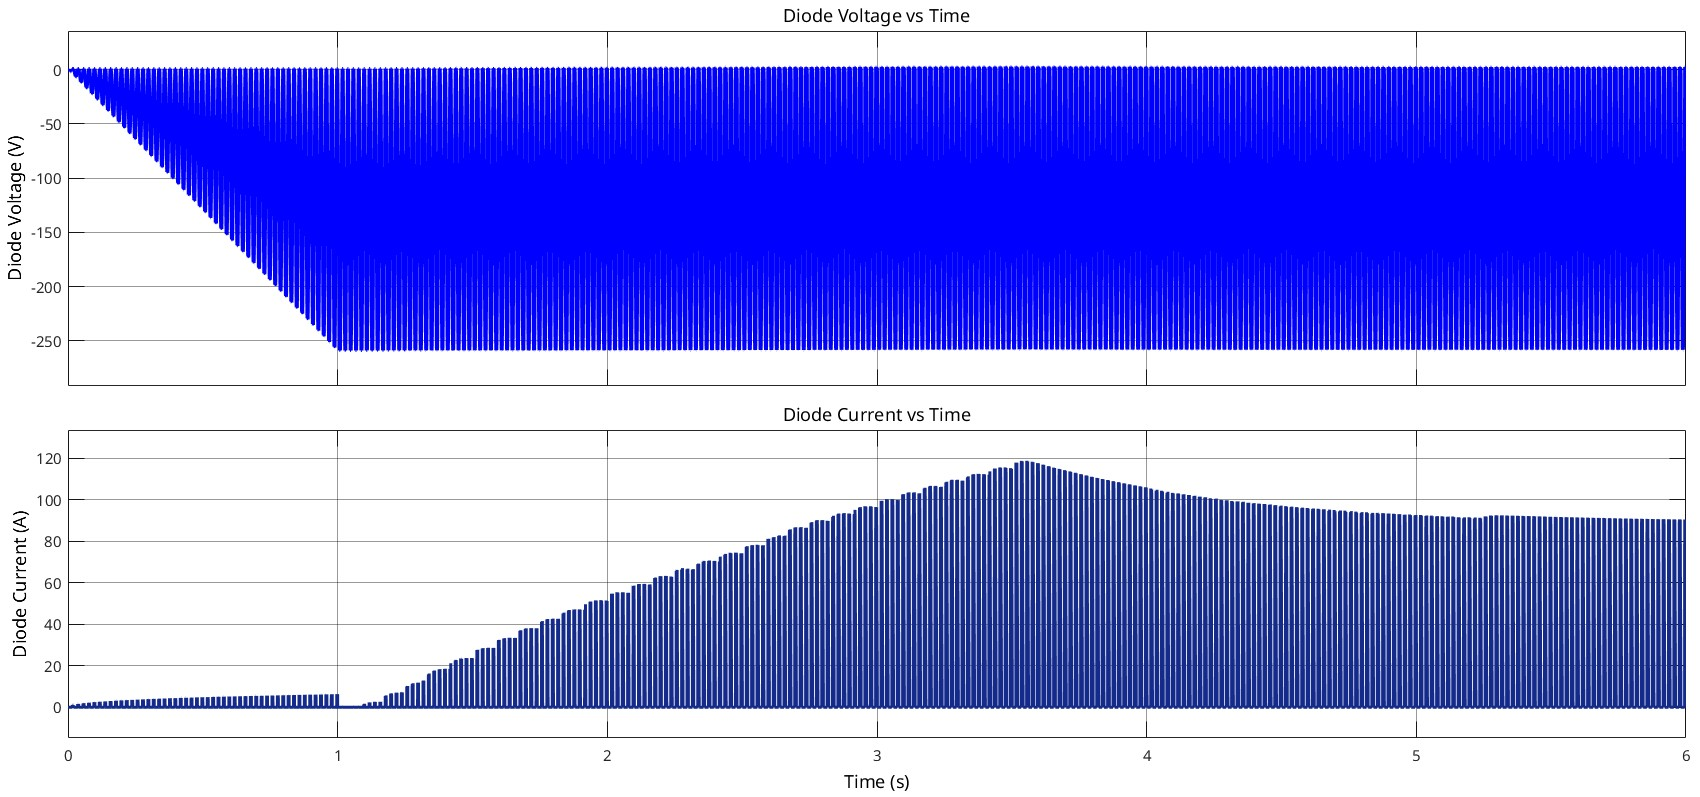 Diode Voltage vs Time
0
-50
-100
-150
-200
-250
Diode Voltage (V)
Diode Current vs Time
120
100
80
60
40
20
0
Diode Current (A)
0 1 2 3 4 5 6
Time (s)